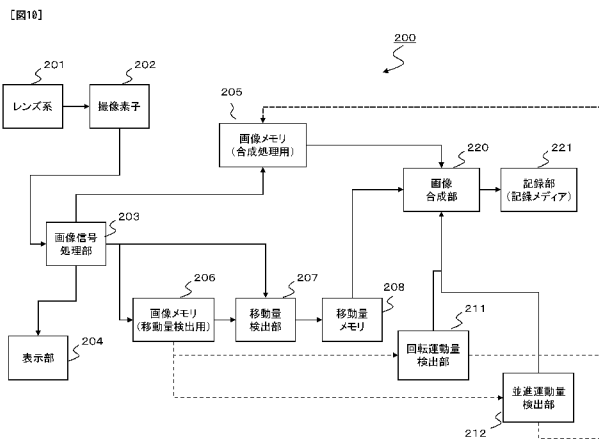 [図10]
200
201
202
レンズ系
撮像素子
205
画像メモリ
(合成処理用)
220
221
画像
合成部
記録部
(記録メディア)
203
画像信号
処理部
206
207
208
画像メモリ
(移動量検出用)
移動量
検出部
移動量
メモリ
211
回転運動量
検出部
表示部
204
並進運動量
検出部
212